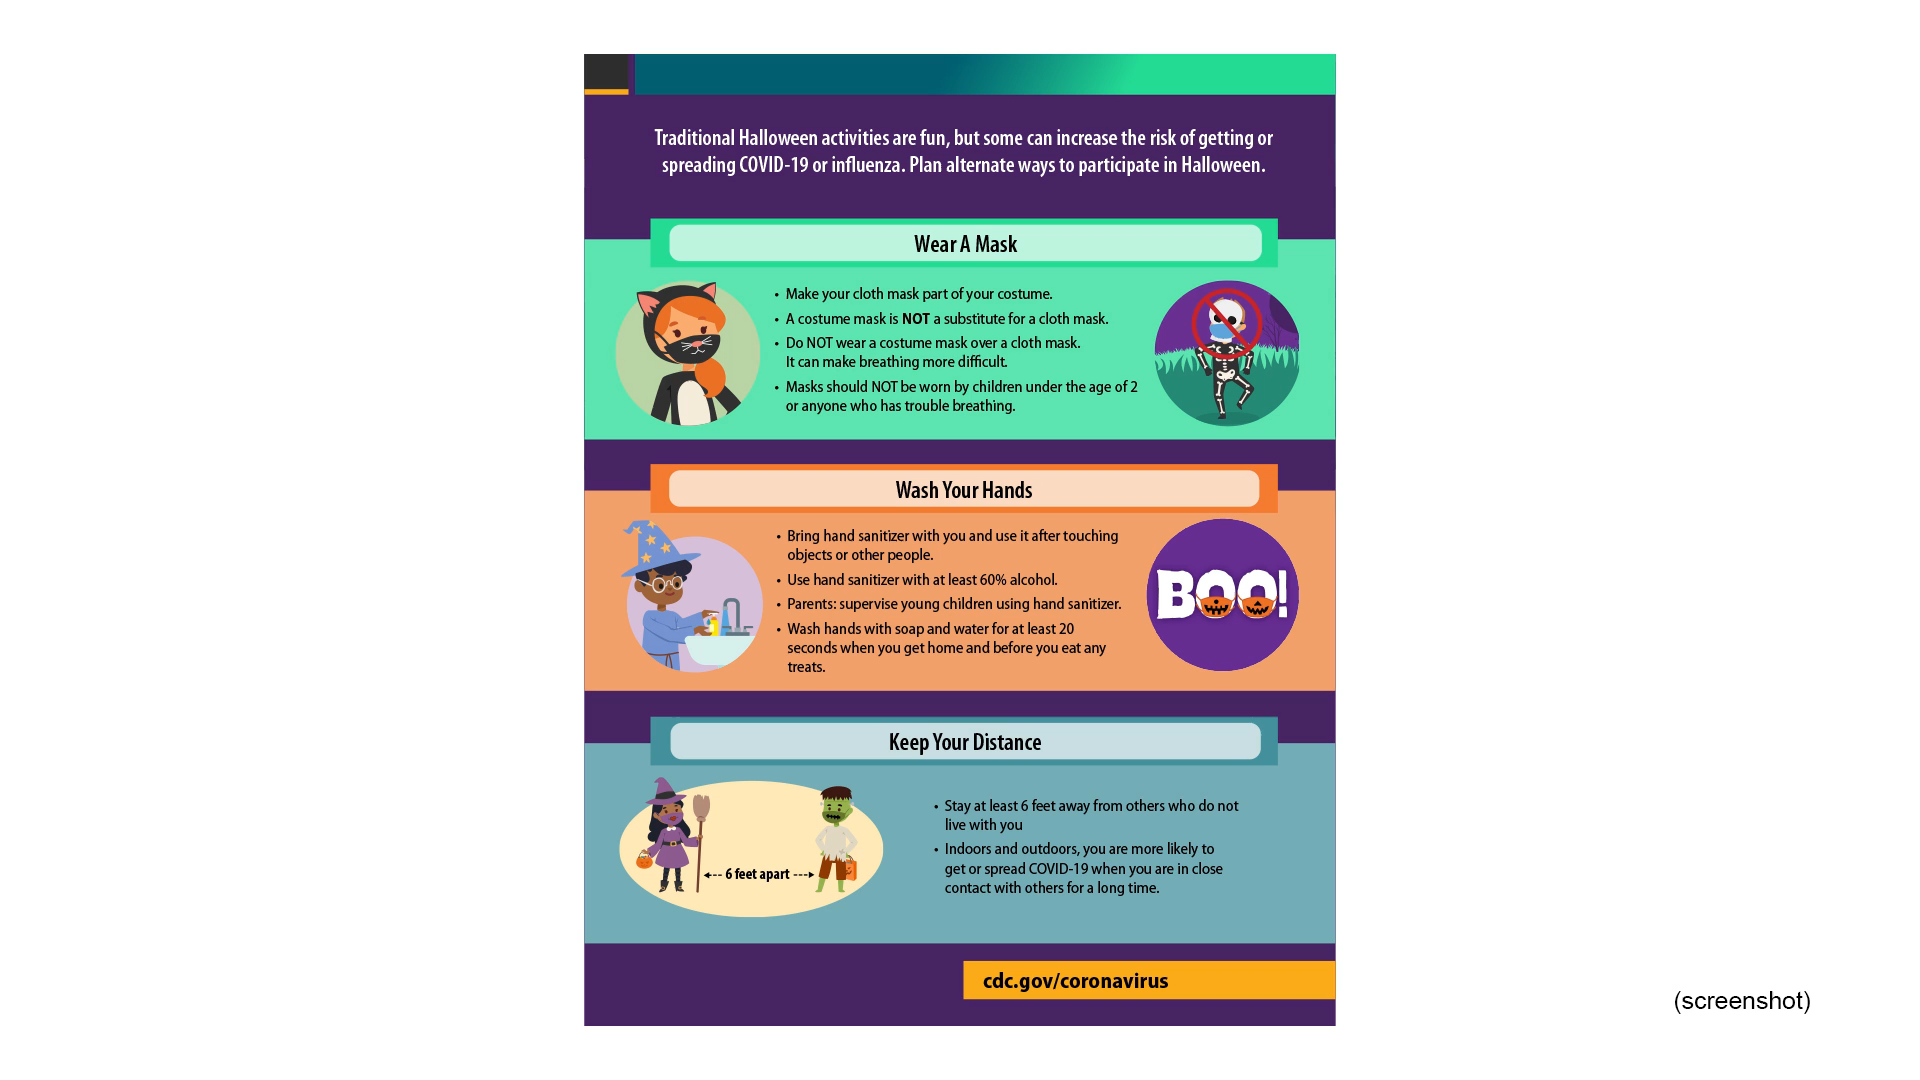 Traditional Halloween activities are fun, but some can increase the risk of getting or
spreading COVID-19 or influenza. Plan alternate ways to participate in Halloween.
Wear A Mask
• Make your cloth mask part of your costume.
• A costume mask is NOT a substitute for a cloth mask.
• Do NOT wear a costume mask over a cloth mask.
It can make breathing more difficult.
• Masks should NOT be worn by children under the age of 2
or anyone who has trouble breathing.
Wash Your Hands
• Bring hand sanitizer with you and use it after touching
objects or other people.
• Use hand sanitizer with at least 60% alcohol.
• Parents: supervise young children using hand sanitizer.
• Wash hands with soap and water for at least 20
seconds when you get home and before you eat any
treats.
BOO!
Keep Your Distance
6 feet apart
• Stay at least 6 feet away from others who do not
live with you
• Indoors and outdoors, you are more likely to
get or spread COVID-19 when you are in close
contact with others for a long time.
cdc.gov/coronavirus
(screenshot)